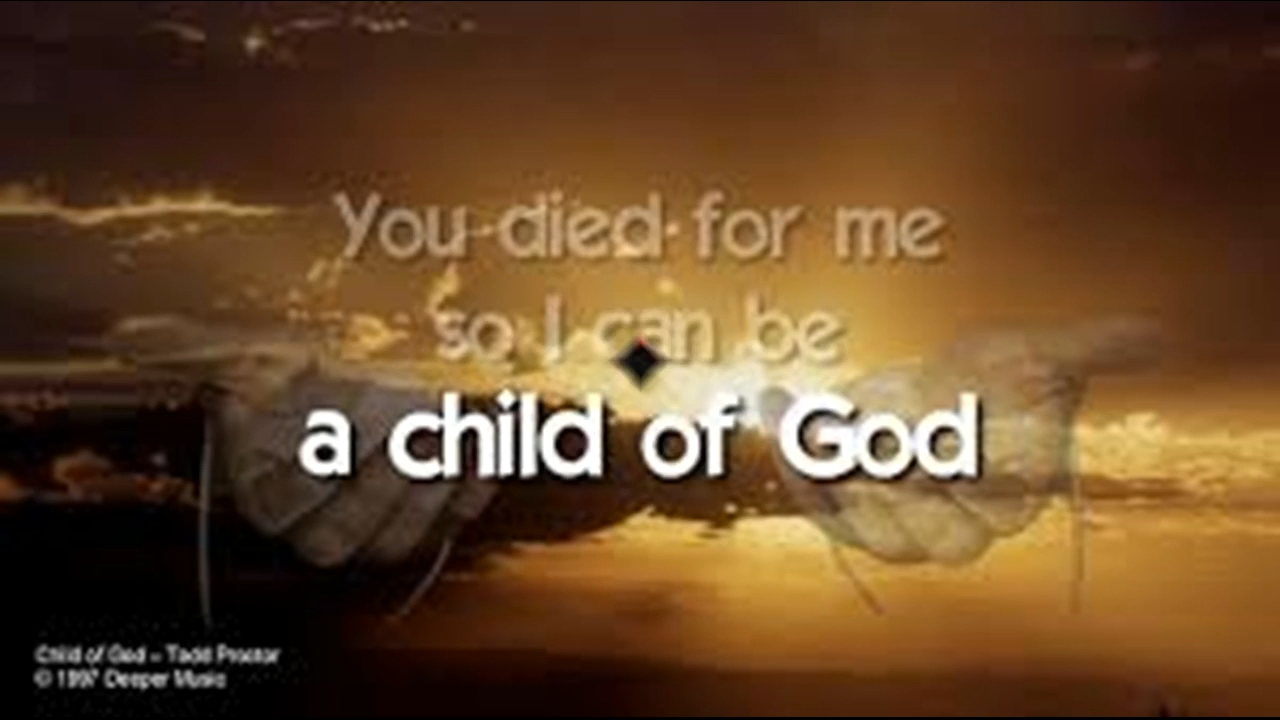 You died for me
so I can be
a child of God
Child of God – Todd Proctor
© 1997 Deeper Music